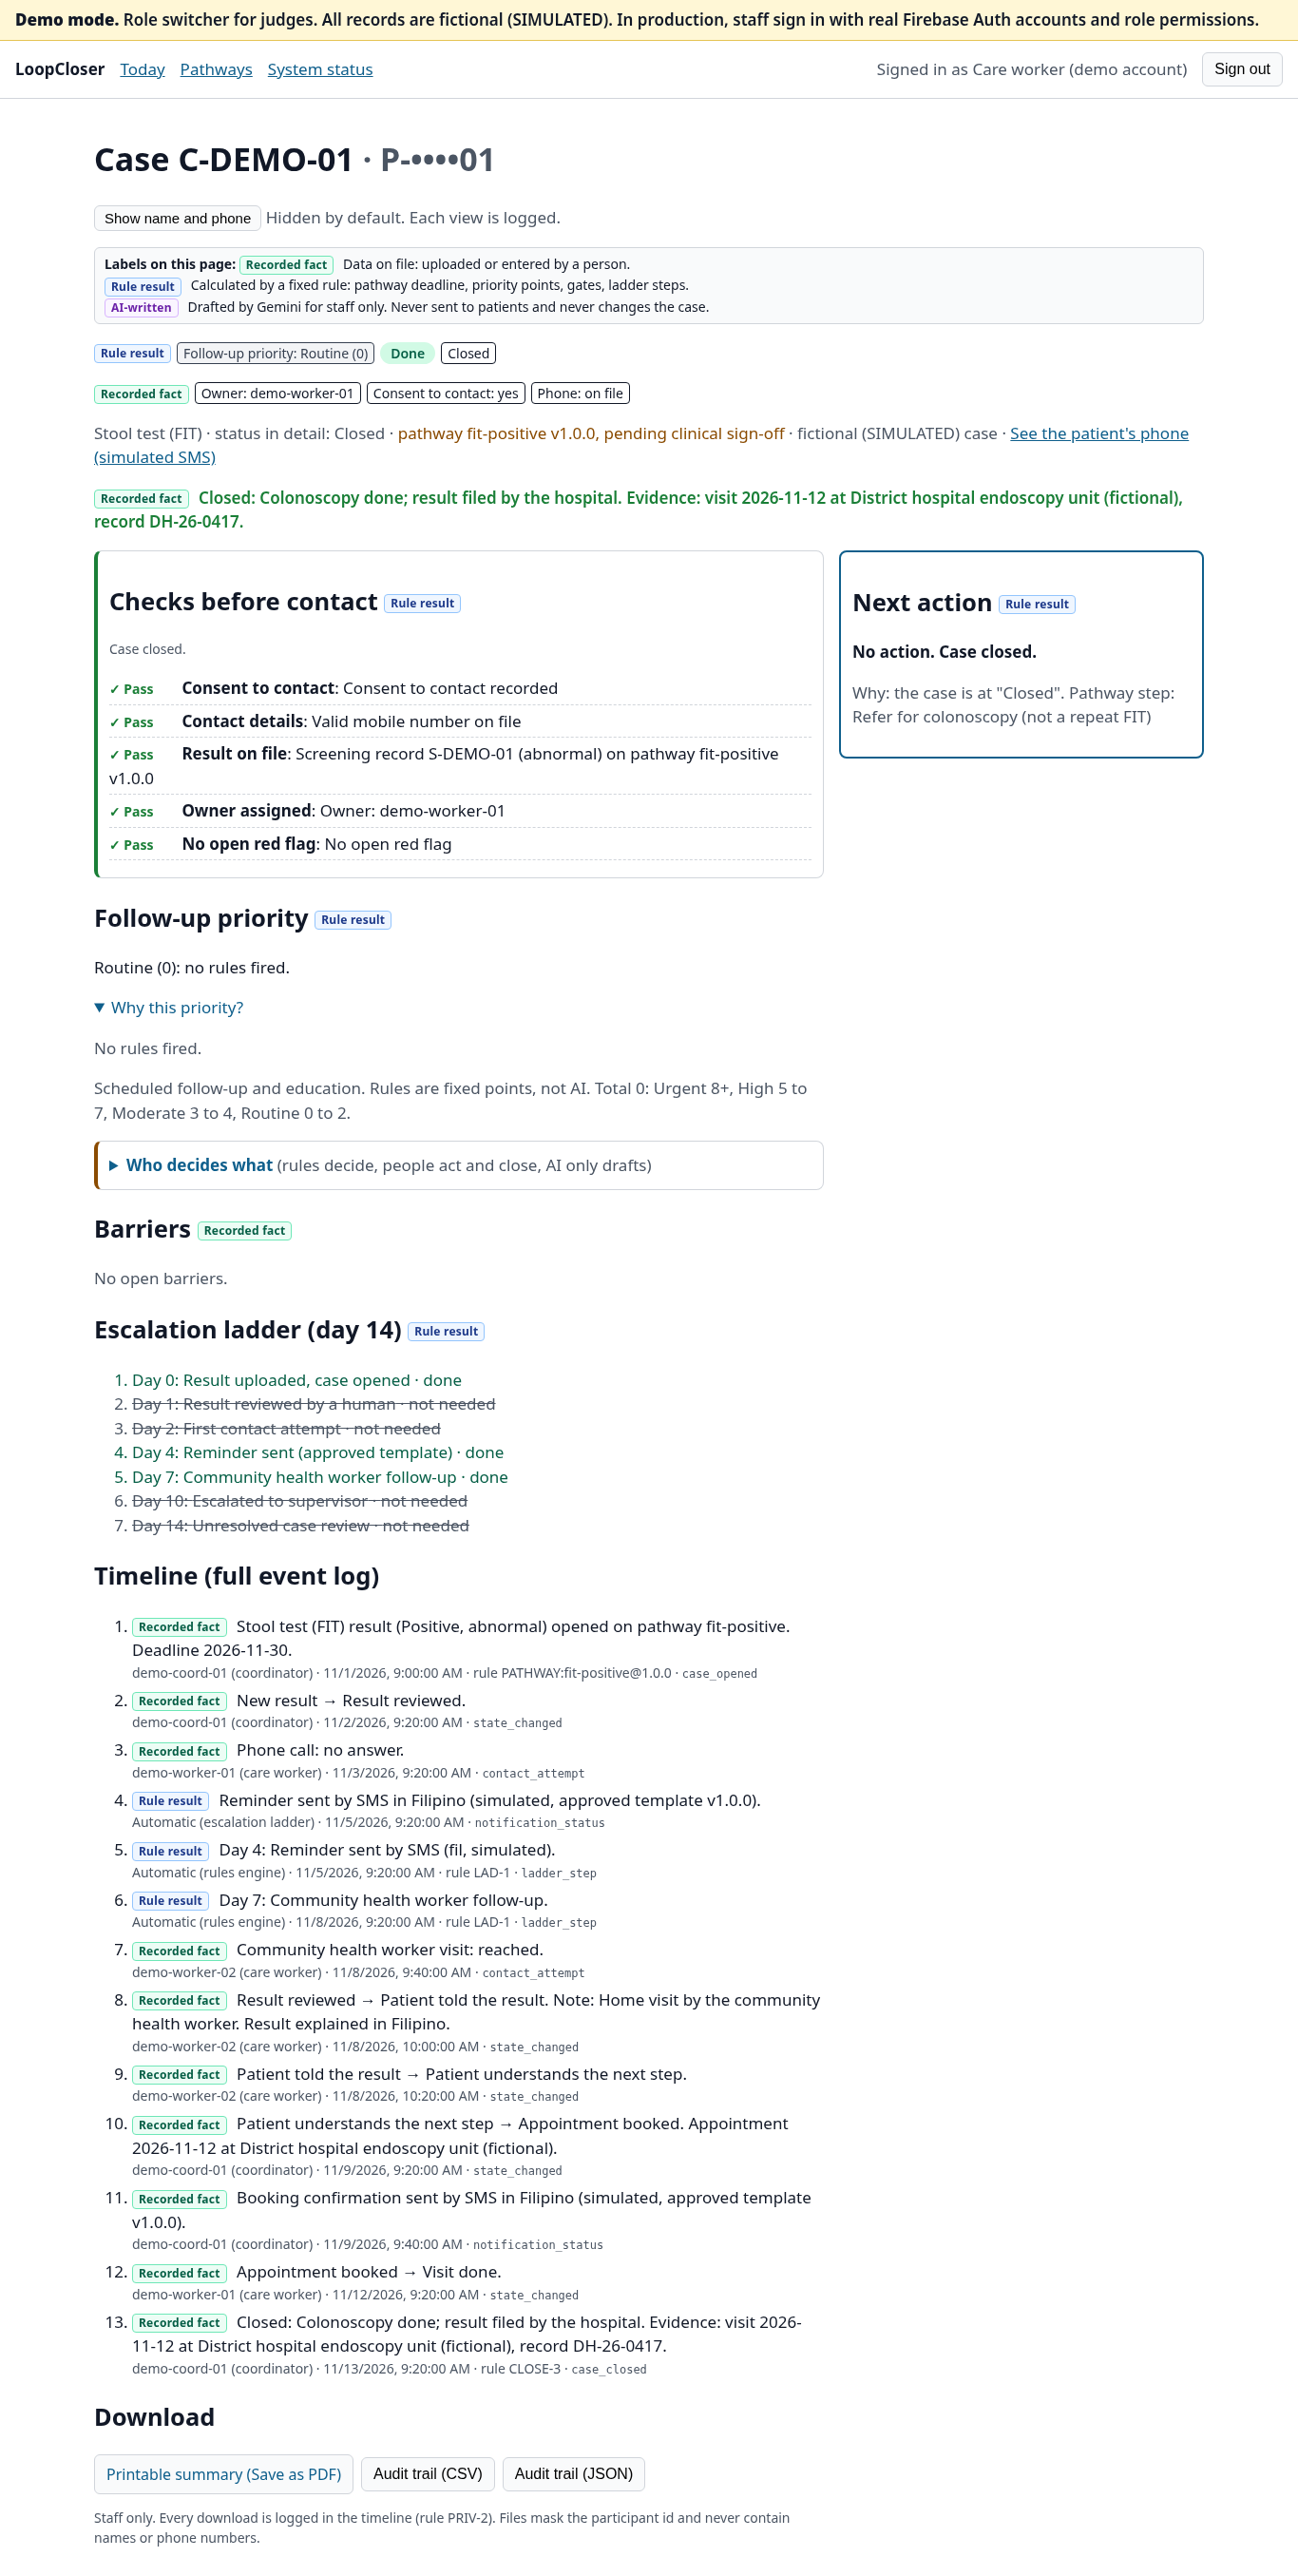 Demo mode. Role switcher for judges. All records are fictional (SIMULATED). In production, staff sign in with real Firebase Auth accounts and role permissions.
LoopCloser Today Pathways System status Signed in as Care worker (demo account) Sign out
Case C-DEMO-01 · P-••••01
Show name and phone Hidden by default. Each view is logged.
Labels on this page: Recorded fact Data on file: uploaded or entered by a person.
Rule result Calculated by a fixed rule: pathway deadline, priority points, gates, ladder steps.
AI-written Drafted by Gemini for staff only. Never sent to patients and never changes the case.
Rule result Follow-up priority: Routine (0) Done Closed
Recorded fact Owner: demo-worker-01 Consent to contact: yes Phone: on file
Stool test (FIT) · status in detail: Closed · pathway fit-positive v1.0.0, pending clinical sign-off · fictional (SIMULATED) case · See the patient's phone
(simulated SMS)
Recorded fact Closed: Colonoscopy done; result filed by the hospital. Evidence: visit 2026-11-12 at District hospital endoscopy unit (fictional),
record DH-26-0417.
Checks before contact Rule result
Case closed.
✓ Pass Consent to contact: Consent to contact recorded
✓ Pass Contact details: Valid mobile number on file
✓ Pass Result on file: Screening record S-DEMO-01 (abnormal) on pathway fit-positive
v1.0.0
✓ Pass Owner assigned: Owner: demo-worker-01
✓ Pass No open red flag: No open red flag
Next action Rule result
No action. Case closed.
Why: the case is at "Closed". Pathway step:
Refer for colonoscopy (not a repeat FIT)
Follow-up priority Rule result
Routine (0): no rules fired.
▼ Why this priority?
No rules fired.
Scheduled follow-up and education. Rules are fixed points, not AI. Total 0: Urgent 8+, High 5 to
7, Moderate 3 to 4, Routine 0 to 2.
▶ Who decides what (rules decide, people act and close, AI only drafts)
Barriers Recorded fact
No open barriers.
Escalation ladder (day 14) Rule result
1. Day 0: Result uploaded, case opened · done
2. Day 1: Result reviewed by a human · not needed
3. Day 2: First contact attempt · not needed
4. Day 4: Reminder sent (approved template) · done
5. Day 7: Community health worker follow-up · done
6. Day 10: Escalated to supervisor · not needed
7. Day 14: Unresolved case review · not needed
Timeline (full event log)
1. Recorded fact Stool test (FIT) result (Positive, abnormal) opened on pathway fit-positive.
Deadline 2026-11-30.
demo-coord-01 (coordinator) · 11/1/2026, 9:00:00 AM · rule PATHWAY:fit-positive@1.0.0 · case_opened
2. Recorded fact New result → Result reviewed.
demo-coord-01 (coordinator) · 11/2/2026, 9:20:00 AM · state_changed
3. Recorded fact Phone call: no answer.
demo-worker-01 (care worker) · 11/3/2026, 9:20:00 AM · contact_attempt
4. Rule result Reminder sent by SMS in Filipino (simulated, approved template v1.0.0).
Automatic (escalation ladder) · 11/5/2026, 9:20:00 AM · notification_status
5. Rule result Day 4: Reminder sent by SMS (fil, simulated).
Automatic (rules engine) · 11/5/2026, 9:20:00 AM · rule LAD-1 · ladder_step
6. Rule result Day 7: Community health worker follow-up.
Automatic (rules engine) · 11/8/2026, 9:20:00 AM · rule LAD-1 · ladder_step
7. Recorded fact Community health worker visit: reached.
demo-worker-02 (care worker) · 11/8/2026, 9:40:00 AM · contact_attempt
8. Recorded fact Result reviewed → Patient told the result. Note: Home visit by the community
health worker. Result explained in Filipino.
demo-worker-02 (care worker) · 11/8/2026, 10:00:00 AM · state_changed
9. Recorded fact Patient told the result → Patient understands the next step.
demo-worker-02 (care worker) · 11/8/2026, 10:20:00 AM · state_changed
10. Recorded fact Patient understands the next step → Appointment booked. Appointment
2026-11-12 at District hospital endoscopy unit (fictional).
demo-coord-01 (coordinator) · 11/9/2026, 9:20:00 AM · state_changed
11. Recorded fact Booking confirmation sent by SMS in Filipino (simulated, approved template
v1.0.0).
demo-coord-01 (coordinator) · 11/9/2026, 9:40:00 AM · notification_status
12. Recorded fact Appointment booked → Visit done.
demo-worker-01 (care worker) · 11/12/2026, 9:20:00 AM · state_changed
13. Recorded fact Closed: Colonoscopy done; result filed by the hospital. Evidence: visit 2026-
11-12 at District hospital endoscopy unit (fictional), record DH-26-0417.
demo-coord-01 (coordinator) · 11/13/2026, 9:20:00 AM · rule CLOSE-3 · case_closed
Download
Printable summary (Save as PDF) Audit trail (CSV) Audit trail (JSON)
Staff only. Every download is logged in the timeline (rule PRIV-2). Files mask the participant id and never contain
names or phone numbers.